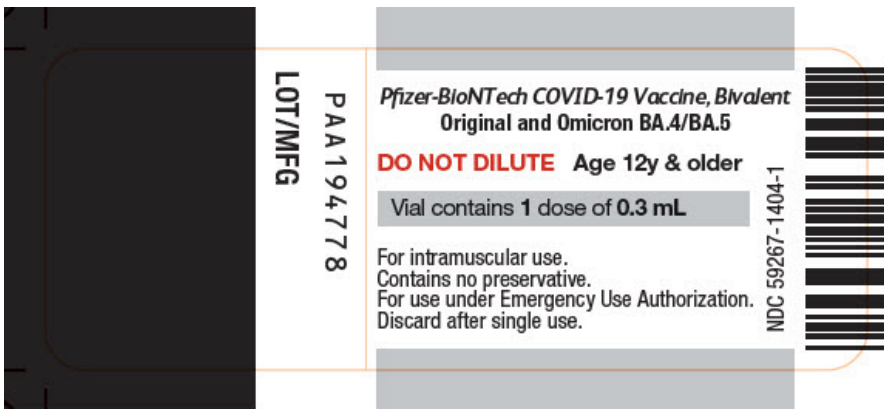 LOT/MFG
PAA194778
Pfizer-BioNTech COVID-19 Vaccine, Bivalent
Original and Omicron BA.4/BA.5
DO NOT DILUTE Age 12y & older
Vial contains 1 dose of 0.3 mL
For intramuscular use.
Contains no preservative.
For use under Emergency Use Authorization.
Discard after single use.
NDC 59267-1404-1